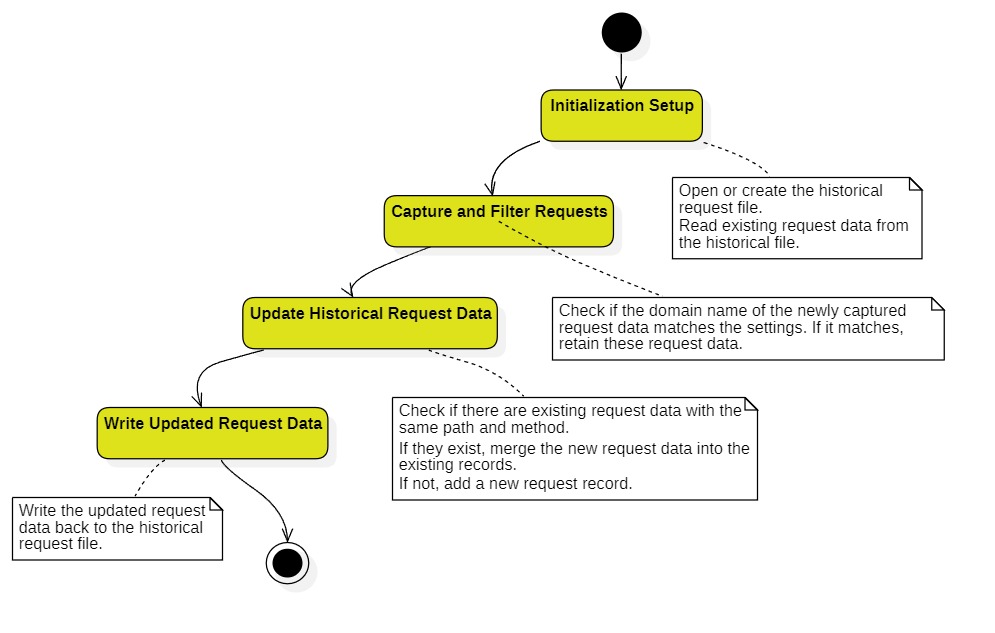 Initialization Setup
Open or create the historical
request file.
Read existing request data from
the historical file.
Capture and Filter Requests
Check if the domain name of the newly captured
request data matches the settings. If it matches,
retain these request data.
Update Historical Request Data
Check if there are existing request data with the
same path and method.
If they exist, merge the new request data into the
existing records.
If not, add a new request record.
Write Updated Request Data
Write the updated request
data back to the historical
request file.